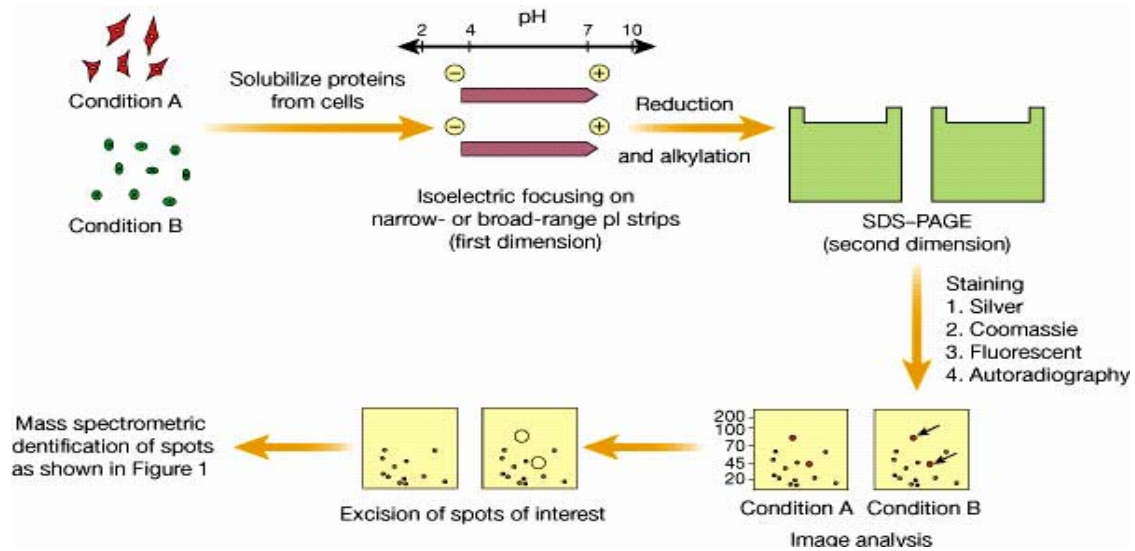 pH
2 4 7 10
Condition A
Solubilize proteins
from cells
− +
− +
Reduction
and alkylation
Condition B
Isoelectric focusing on
narrow- or broad-range pI strips
(first dimension)
SDS–PAGE
(second dimension)
Staining
1. Silver
2. Coomassie
3. Fluorescent
4. Autoradiography
Mass spectrometric
dentification of spots
as shown in Figure 1
Excision of spots of interest
200
100
70
45
20
Condition A Condition B
Image analysis